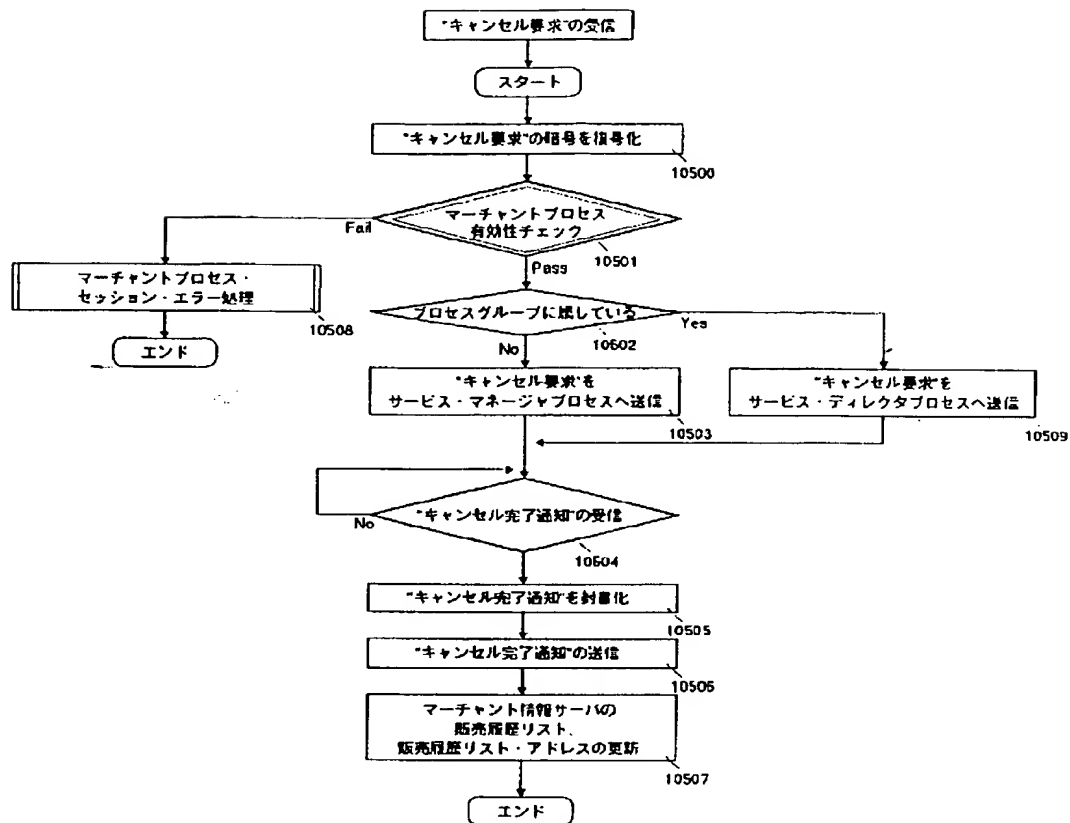 "キャンセル要求"の受信
スタート
"キャンセル要求"の暗号を復号化
10500
マーチャントプロセス
有効性チェック
10501
Fail
Pass
マーチャントプロセス・
セッション・エラー処理
10508
エンド
プロセスグループに属している
10502
Yes
No
"キャンセル要求"を
サービス・マネージャプロセスへ送信
10503
"キャンセル要求"を
サービス・ディレクタプロセスへ送信
10509
"キャンセル完了通知"の受信
No
10504
"キャンセル完了通知"を封書化
10505
"キャンセル完了通知"の送信
10506
マーチャント情報サーバの
販売履歴リスト、
販売履歴リスト・アドレスの更新
10507
エンド